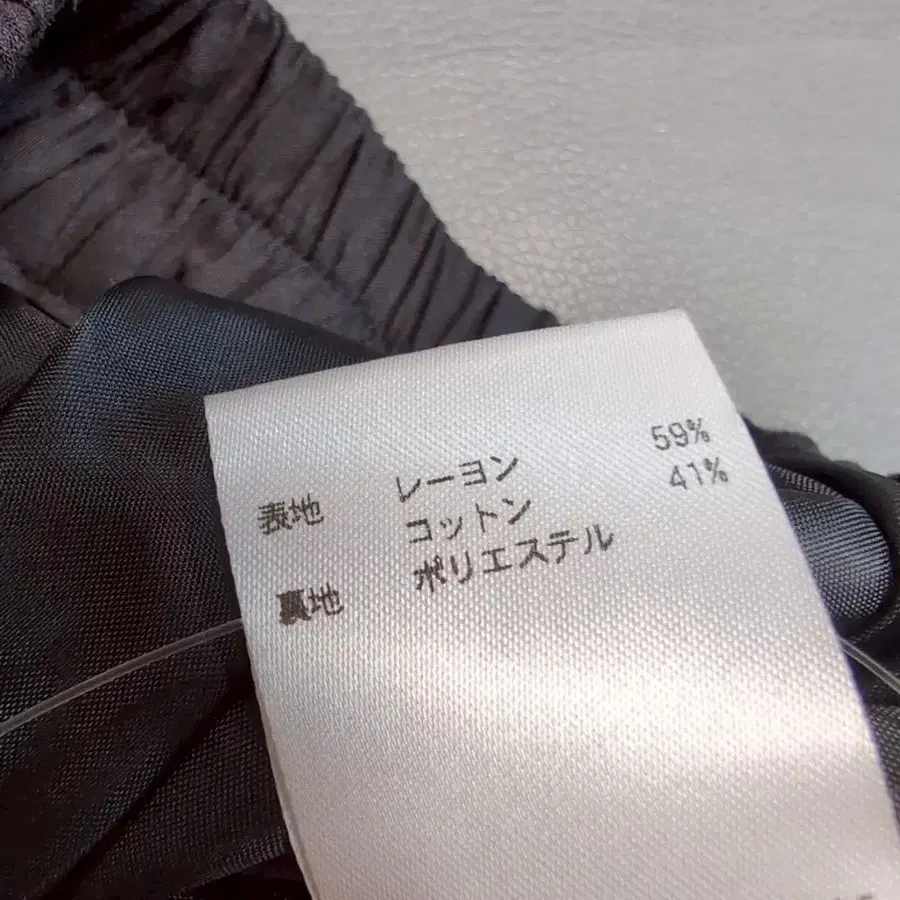 表地 レーヨン 59%
コットン 41%
裏地 ポリエステル